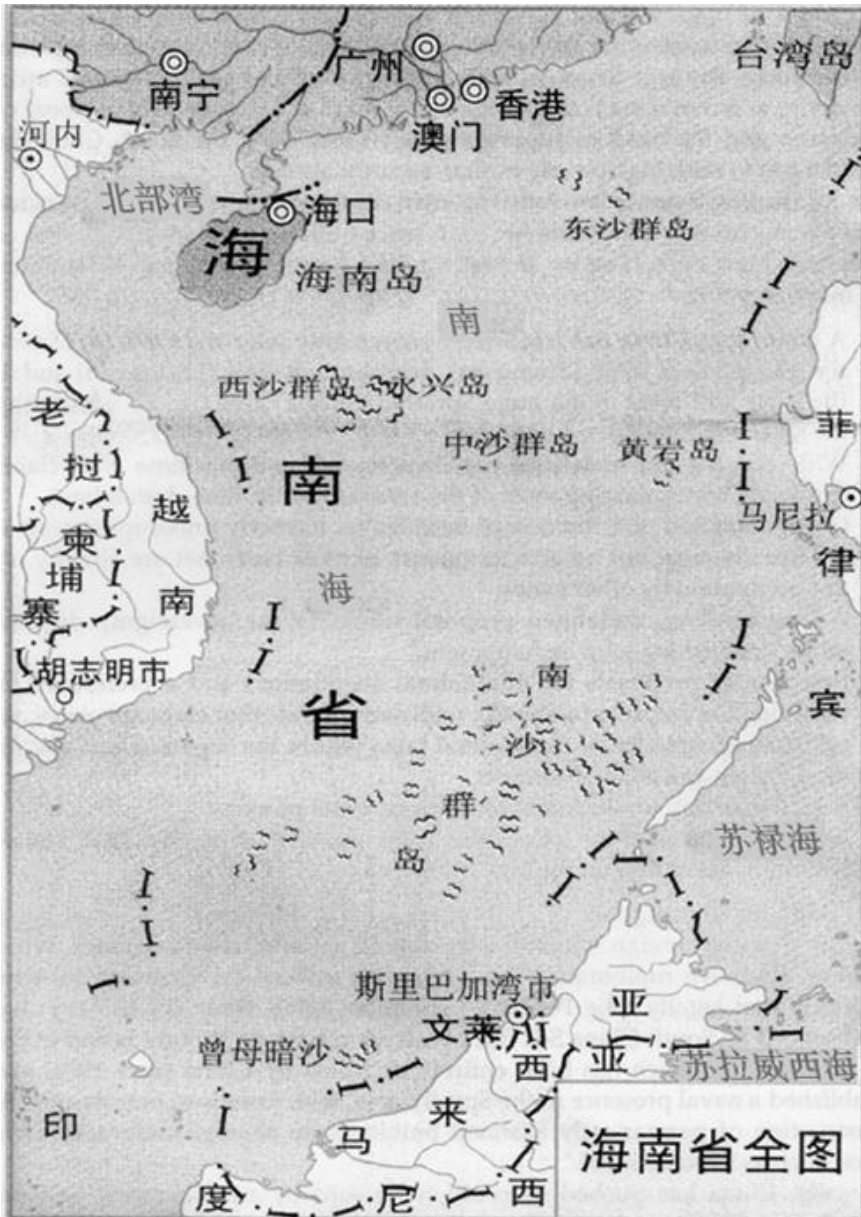 台湾岛
广州
南宁
香港
澳门
河内
北部湾
海口
东沙群岛
海
海南岛
南
西沙群岛
永兴岛
老
挝
菲
中沙群岛
黄岩岛
南
越
马尼拉
柬
埔
寨
南
律
海
胡志明市
南
宾
省
沙
群
岛
苏禄海
斯里巴加湾市
文莱
亚
西
亚
曾母暗沙
苏拉威西海
印
来
马
海南省全图
度
尼
西